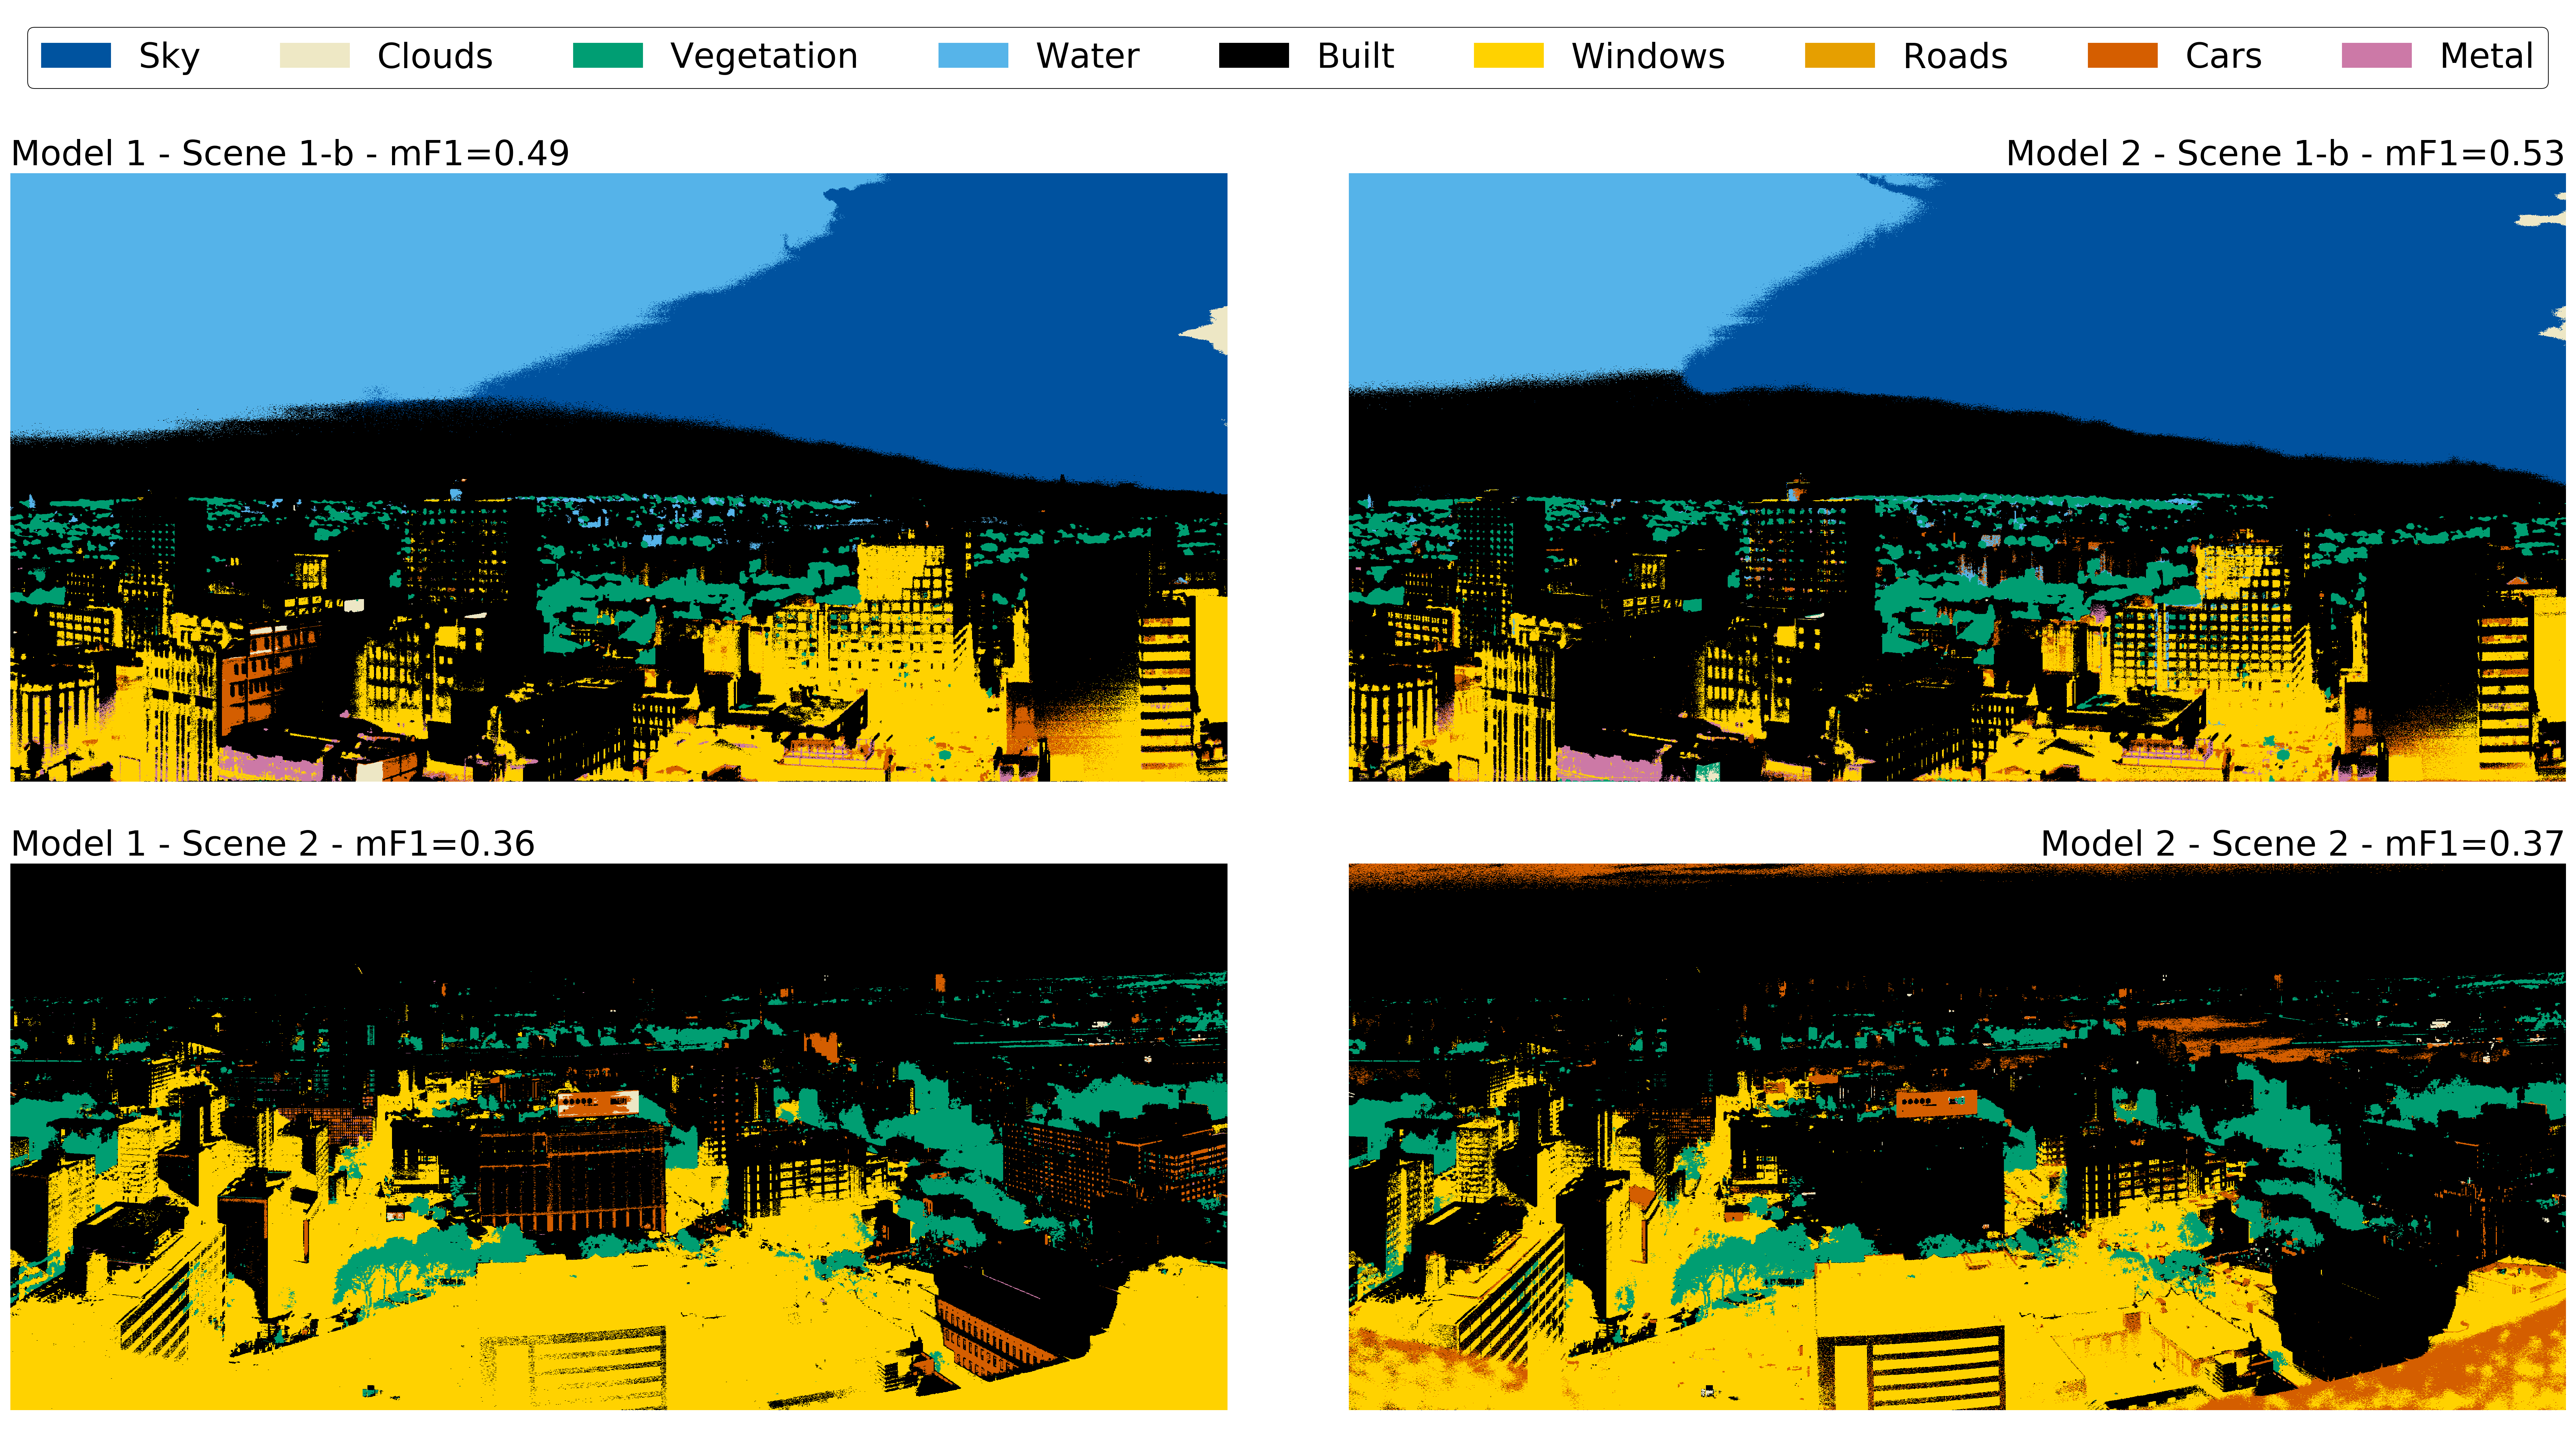 Sky Clouds Vegetation Water Built Windows Roads Cars Metal
Model 1 - Scene 1-b - mF1=0.49
Model 2 - Scene 1-b - mF1=0.53
Model 1 - Scene 2 - mF1=0.36
Model 2 - Scene 2 - mF1=0.37